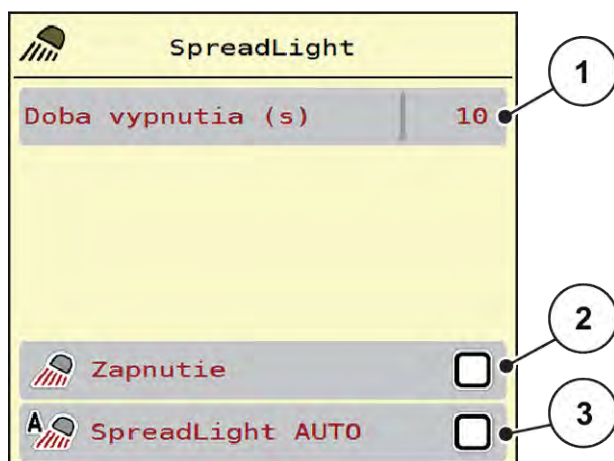 SpreadLight
Doba vypnutia (s) 10
1
Zapnutie
2
A
SpreadLight AUTO
3